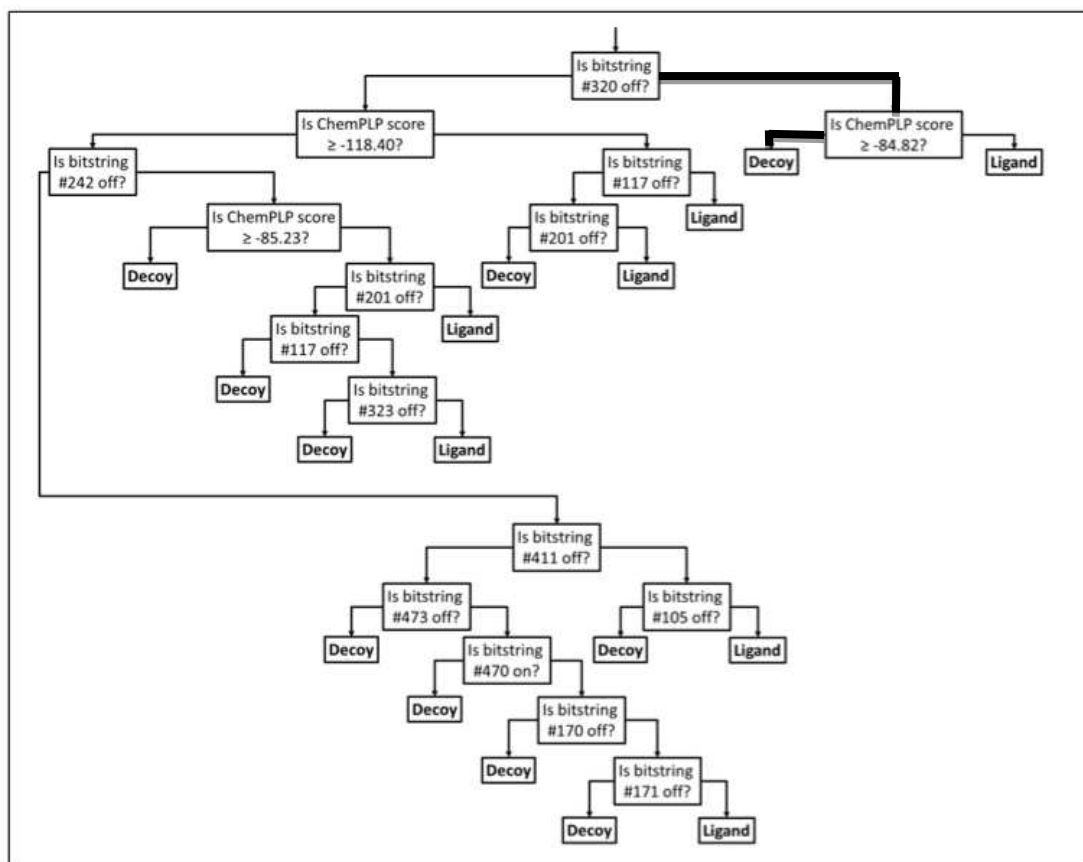 Is bitstring
#320 off?
Is ChemPLP score
≥ -118.40?
Is ChemPLP score
≥ -84.82?
Is bitstring
#242 off?
Is bitstring
#117 off?
Decoy
Ligand
Is ChemPLP score
≥ -85.23?
Is bitstring
#201 off?
Ligand
Decoy
Is bitstring
#201 off?
Decoy
Ligand
Is bitstring
#117 off?
Ligand
Decoy
Is bitstring
#323 off?
Decoy
Ligand
Is bitstring
#411 off?
Is bitstring
#473 off?
Is bitstring
#105 off?
Decoy
Is bitstring
#470 on?
Decoy
Ligand
Decoy
Is bitstring
#170 off?
Decoy
Is bitstring
#171 off?
Decoy
Ligand